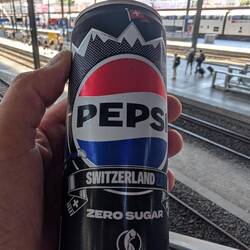 PEPSI
SWITZERLAND
ZERO SUGAR